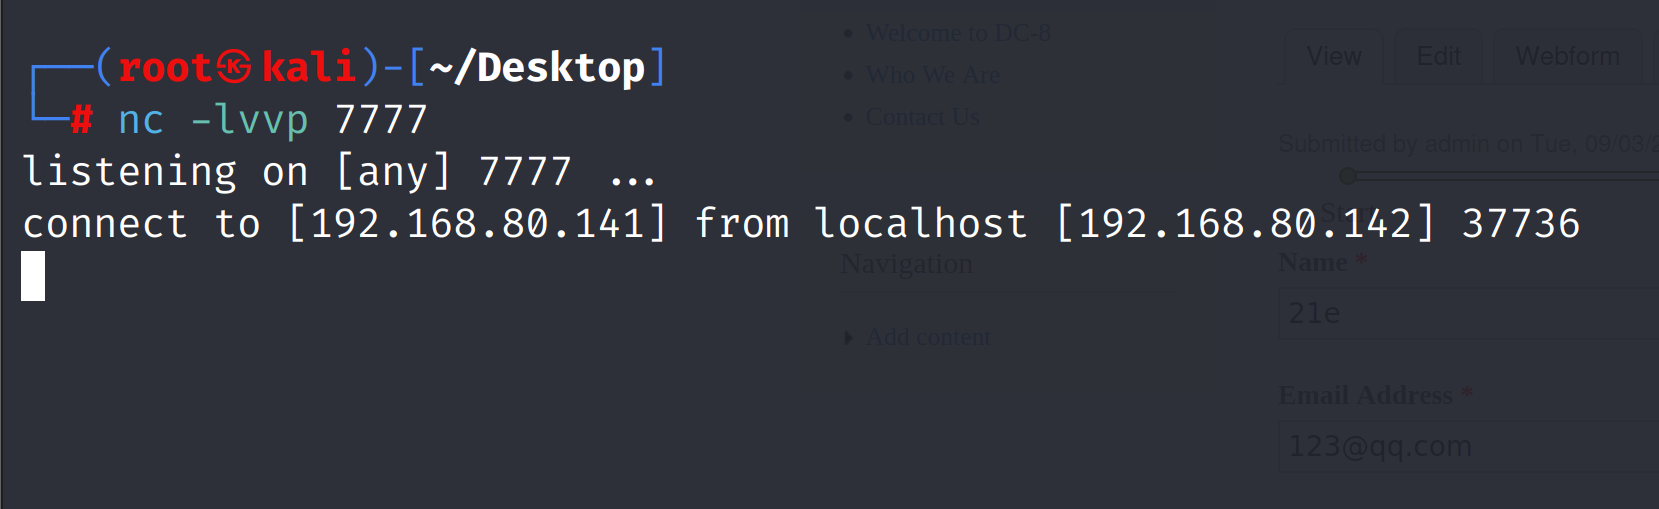 ┌──(root㉿kali)-[~/Desktop]
└─# nc -lvvp 7777
listening on [any] 7777 ...
connect to [192.168.80.141] from localhost [192.168.80.142] 37736
Welcome to DC-8
Who We Are
Contact Us
Navigation
Add content
View Edit Webform
Submitted by admin on Tue, 09/03/2
Start
Name *
21e
Email Address *
123@qq.com